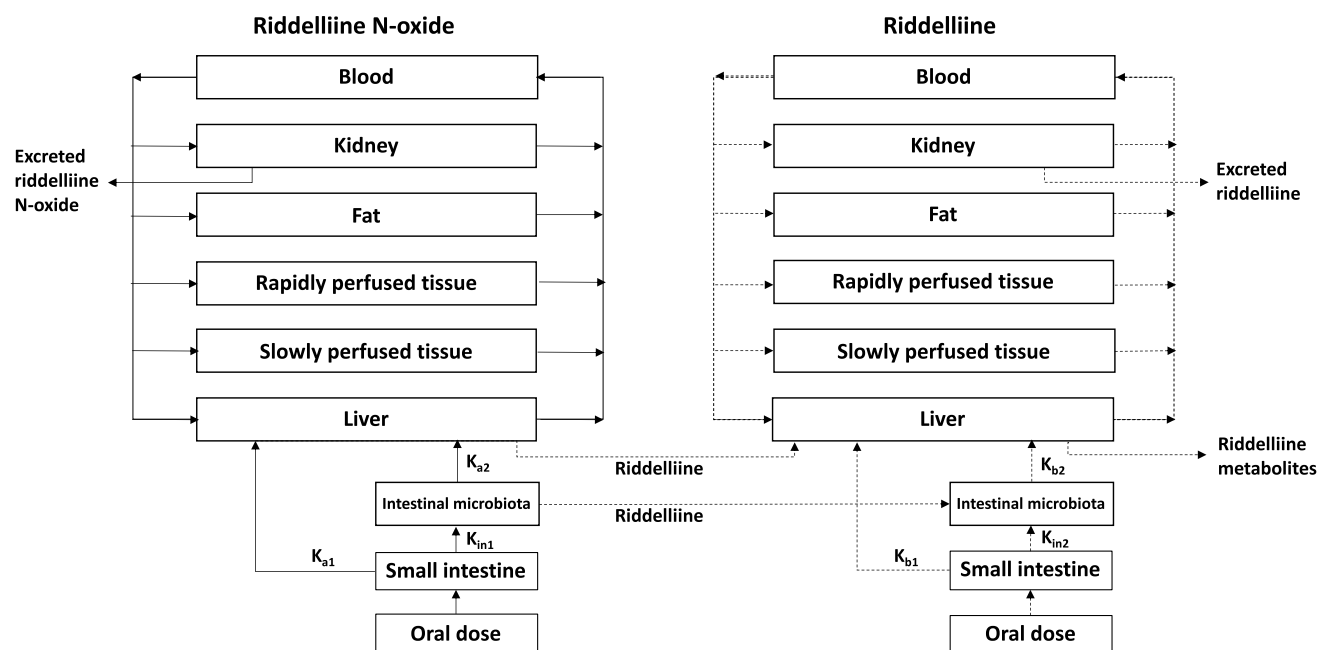 Riddelliine N-oxide
Blood
Kidney
Excreted
riddelliine
N-oxide
Fat
Rapidly perfused tissue
Slowly perfused tissue
Liver
Ka2
Intestinal microbiota
Kin1
Ka1
Small intestine
Oral dose
Riddelliine
Riddelliine
Riddelliine
Blood
Kidney
Excreted
riddelliine
Fat
Rapidly perfused tissue
Slowly perfused tissue
Liver
Riddelliine
metabolites
Kb2
Intestinal microbiota
Kin2
Kb1
Small intestine
Oral dose